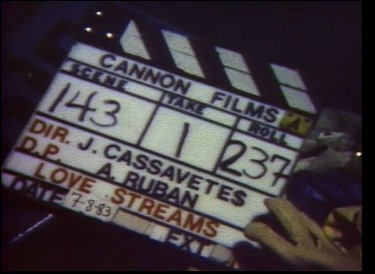 CANNON FILMS
SCENE TAKE ROLL
143 1 237
DIR. J. CASSAVETES
D.P. A. RUBAN
LOVE STREAMS
DATE 7-8-83 EXT